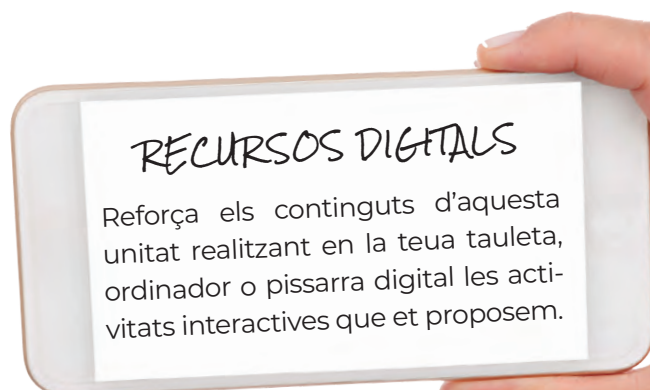 RECURSOS DIGITALS
Reforça els continguts d'aquesta
unitat realitzant en la teua tauleta,
ordinador o pissarra digital les acti-
vitats interactives que et proposem.